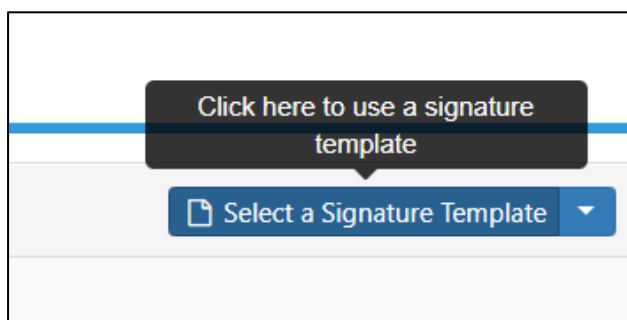 Click here to use a signature
template
Select a Signature Template